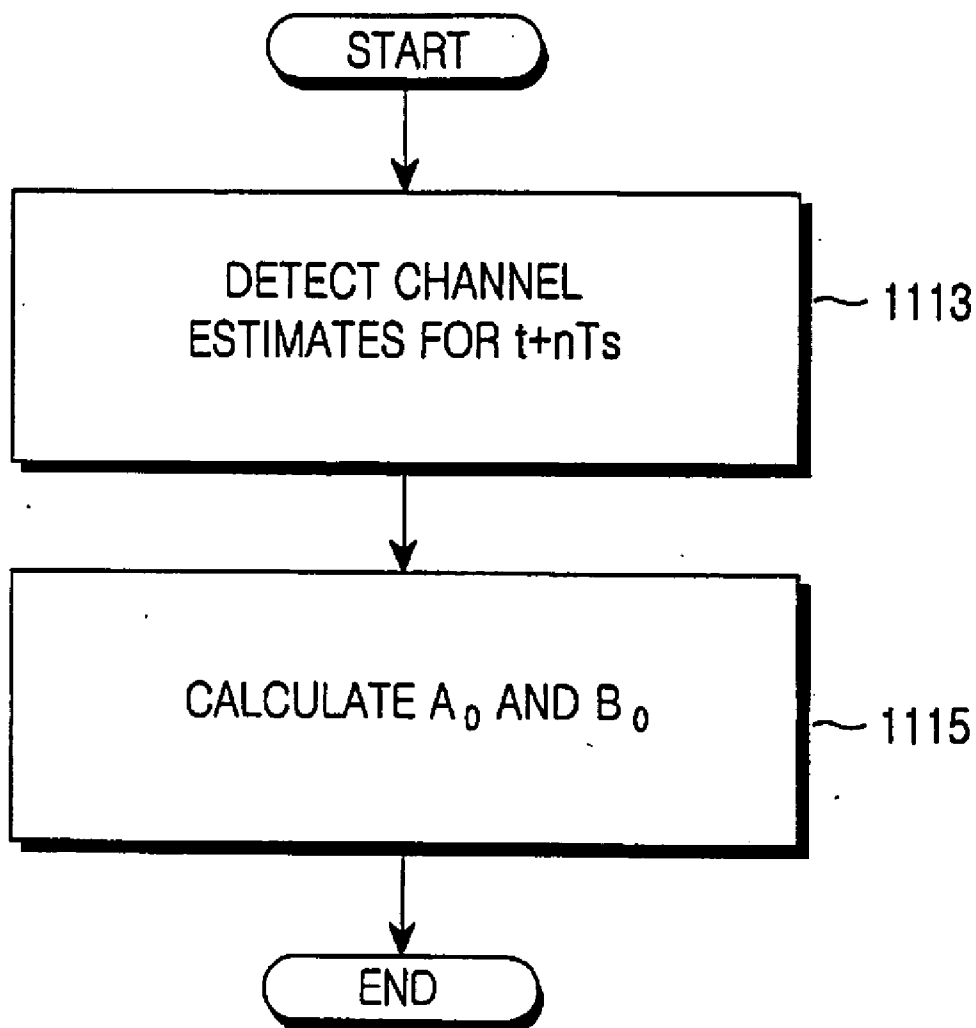 START
DETECT CHANNEL
ESTIMATES FOR t+nTs
1113
CALCULATE A₀ AND B₀
1115
END